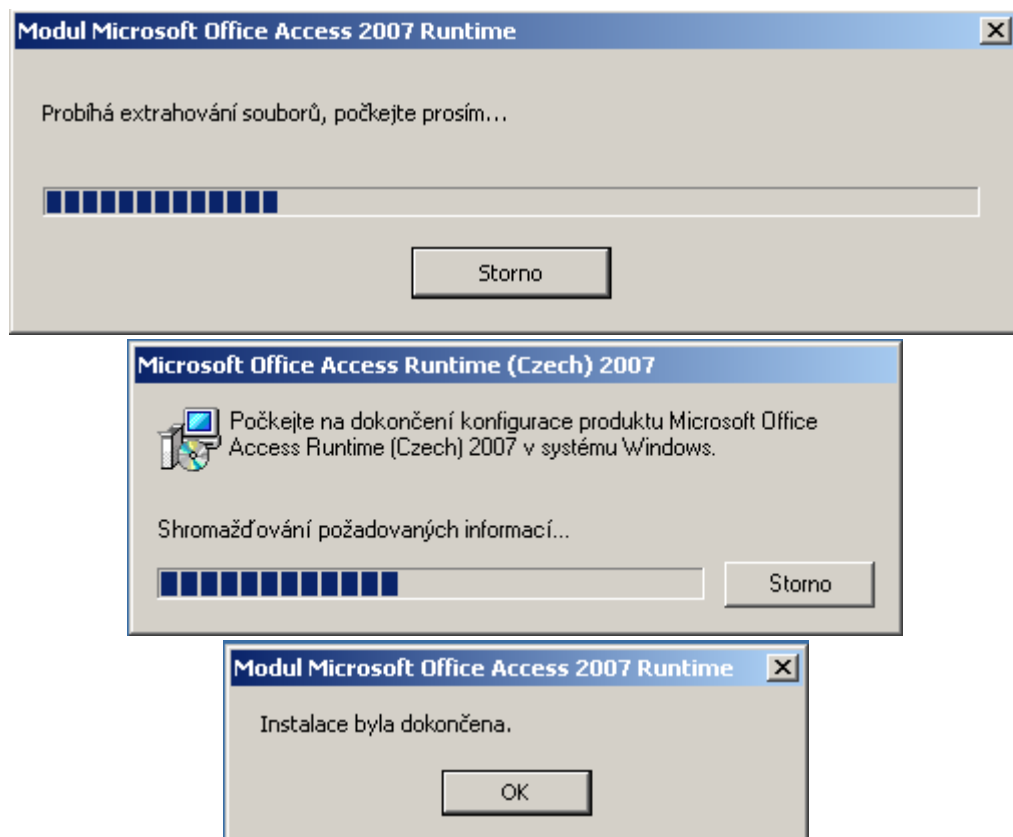 Modul Microsoft Office Access 2007 Runtime
Probíhá extrahování souborů, počkejte prosím...
Storno
Microsoft Office Access Runtime (Czech) 2007
Počkejte na dokončení konfigurace produktu Microsoft Office
Access Runtime (Czech) 2007 v systému Windows.
Shromažďování požadovaných informací...
Storno
Modul Microsoft Office Access 2007 Runtime
Instalace byla dokončena.
OK